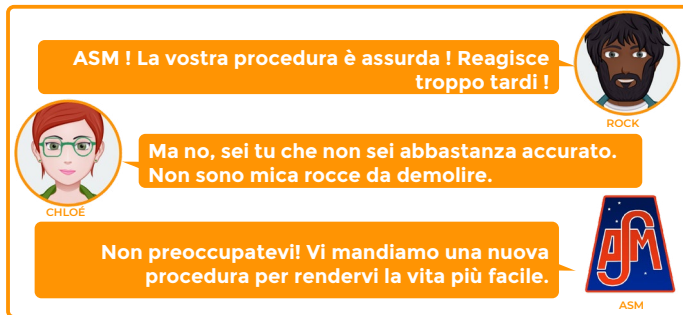 ASM ! La vostra procedura è assurda ! Reagisce
troppo tardi !
ROCK
Ma no, sei tu che non sei abbastanza accurato.
Non sono mica rocce da demolire.
CHLOÉ
Non preoccupatevi! Vi mandiamo una nuova
procedura per rendervi la vita più facile.
ASM
ASM